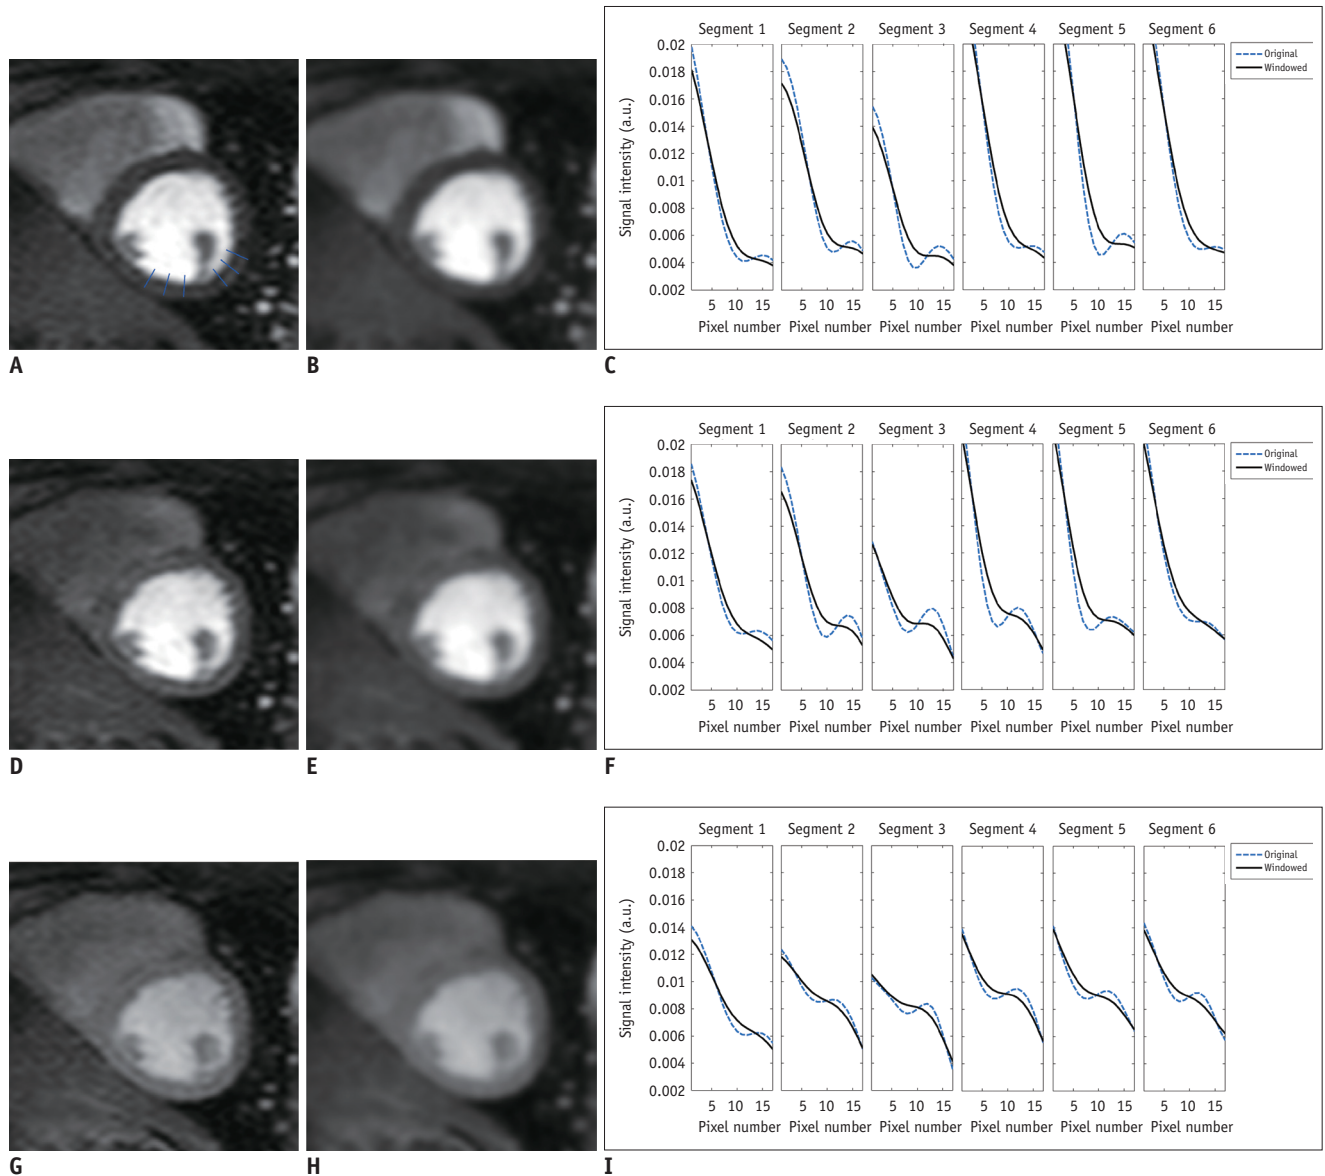 Segment 1 Segment 2 Segment 3 Segment 4 Segment 5 Segment 6
0.02
0.018
0.016
0.014
0.012
0.01
0.008
0.006
0.004
0.002
Signal intensity (a.u.)
Original
Windowed
5 10 15 5 10 15 5 10 15 5 10 15 5 10 15 5 10 15
Pixel number Pixel number Pixel number Pixel number Pixel number Pixel number
A B C
Segment 1 Segment 2 Segment 3 Segment 4 Segment 5 Segment 6
0.02
0.018
0.016
0.014
0.012
0.01
0.008
0.006
0.004
0.002
Signal intensity (a.u.)
Original
Windowed
5 10 15 5 10 15 5 10 15 5 10 15 5 10 15 5 10 15
Pixel number Pixel number Pixel number Pixel number Pixel number Pixel number
D E F
Segment 1 Segment 2 Segment 3 Segment 4 Segment 5 Segment 6
0.02
0.018
0.016
0.014
0.012
0.01
0.008
0.006
0.004
0.002
Signal intensity (a.u.)
Original
Windowed
5 10 15 5 10 15 5 10 15 5 10 15 5 10 15 5 10 15
Pixel number Pixel number Pixel number Pixel number Pixel number Pixel number
G H I